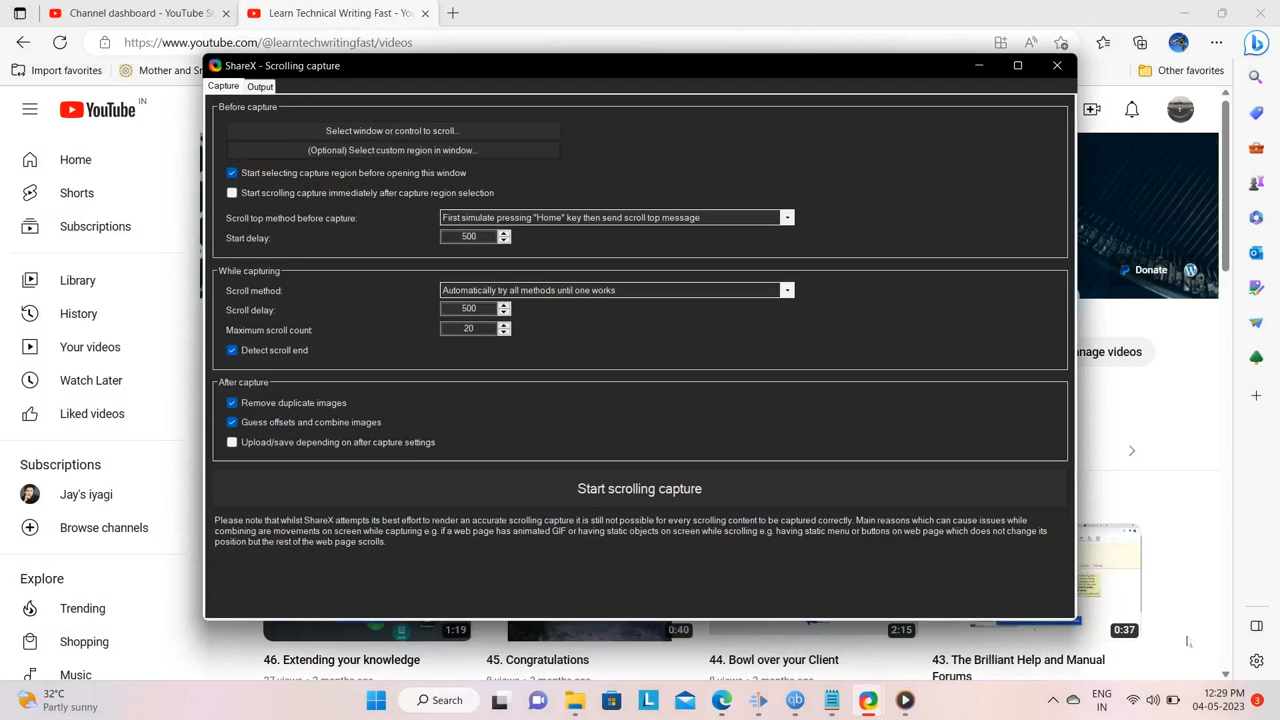 Channel dashboard - YouTube S
Learn Technical Writing Fast - You
https://www.youtube.com/@learntechwritingfast/videos
Import favorites
Mother and Sn
Other favorites
ShareX - Scrolling capture
Capture
Output
YouTube IN
Home
Shorts
Subscriptions
Library
History
Your videos
Watch Later
Liked videos
Subscriptions
Jay's iyagi
Browse channels
Explore
Trending
Shopping
Music
Before capture
Select window or control to scroll...
(Optional) Select custom region in window...
Start selecting capture region before opening this window
Start scrolling capture immediately after capture region selection
Scroll top method before capture: First simulate pressing "Home" key then send scroll top message
Start delay: 500
While capturing
Scroll method: Automatically try all methods until one works
Scroll delay: 500
Maximum scroll count: 20
Detect scroll end
After capture
Remove duplicate images
Guess offsets and combine images
Upload/save depending on after capture settings
Start scrolling capture
Please note that whilst ShareX attempts its best effort to render an accurate scrolling capture it is still not possible for every scrolling content to be captured correctly. Main reasons which can cause issues while
combining are movements on screen while capturing e.g. if a web page has animated GIF or having static objects on screen while scrolling e.g. having static menu or buttons on web page which does not change its
position but the rest of the web page scrolls.
Donate
anage videos
1:19
0:40
2:15
0:37
46. Extending your knowledge
45. Congratulations
44. Bowl over your Client
43. The Brilliant Help and Manual
Forums
32°C
Partly sunny
Search
ENG
IN
12:29 PM
04-05-2023
3